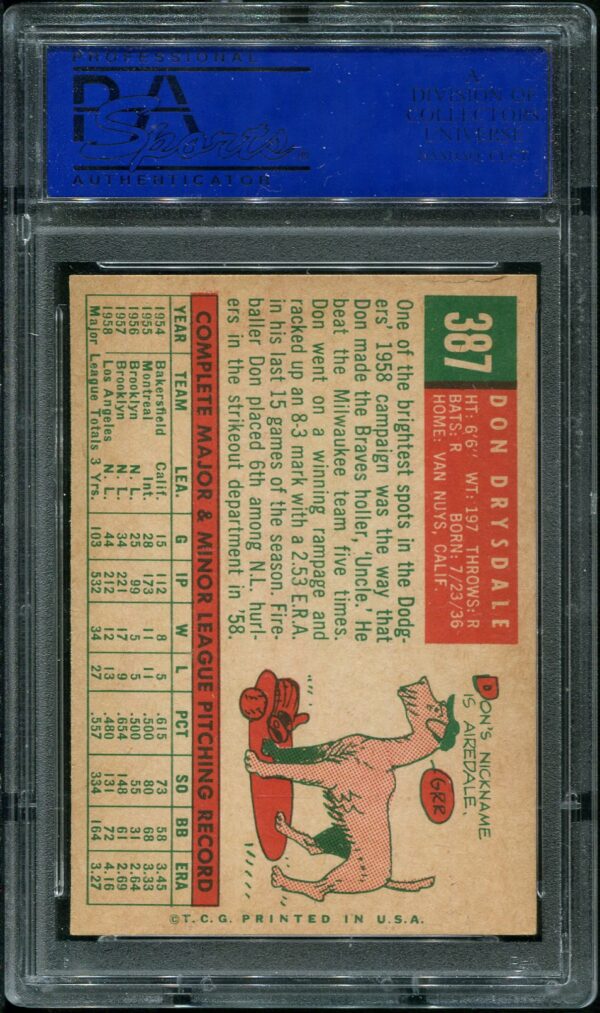 PROFESSIONAL
PSA
Sports®
AUTHENTICATOR
A
DIVISION OF
COLLECTORS
UNIVERSE
NASDAQ: CLCT
387
DON DRYSDALE
HT: 6'6" WT: 197 THROWS: R
BATS: R BORN: 7/23/36
HOME: VAN NUYS, CALIF.
One of the brightest spots in the Dodg-
ers' 1958 campaign was the way that
Don made the Braves holler, 'Uncle.' He
beat the Milwaukee team five times.
Don went on a winning rampage and
racked up an 8-3 mark with a 2.53 E.R.A.
in his last 15 games of the season. Fire-
baller Don placed 6th among N.L. hurl-
ers in the strikeout department in '58.
DON'S NICKNAME
IS AIREDALE.
GRR
COMPLETE MAJOR & MINOR LEAGUE PITCHING RECORD
YEAR TEAM LEA. G IP W L PCT SO BB ERA
1954 Bakersfield Calif. 15 112 8 5 .615 73 58 3.45
1955 Montreal Int. 28 173 11 11 .500 80 68 3.33
1956 Brooklyn N. L. 25 99 5 5 .500 55 31 2.64
1957 Brooklyn N. L. 34 221 17 9 .654 148 61 2.69
1958 Los Angeles N. L. 44 212 12 13 .480 131 72 4.16
Major League Totals 3 Yrs. 103 532 34 27 .557 334 164 3.27
©T.C.G. PRINTED IN U.S.A.